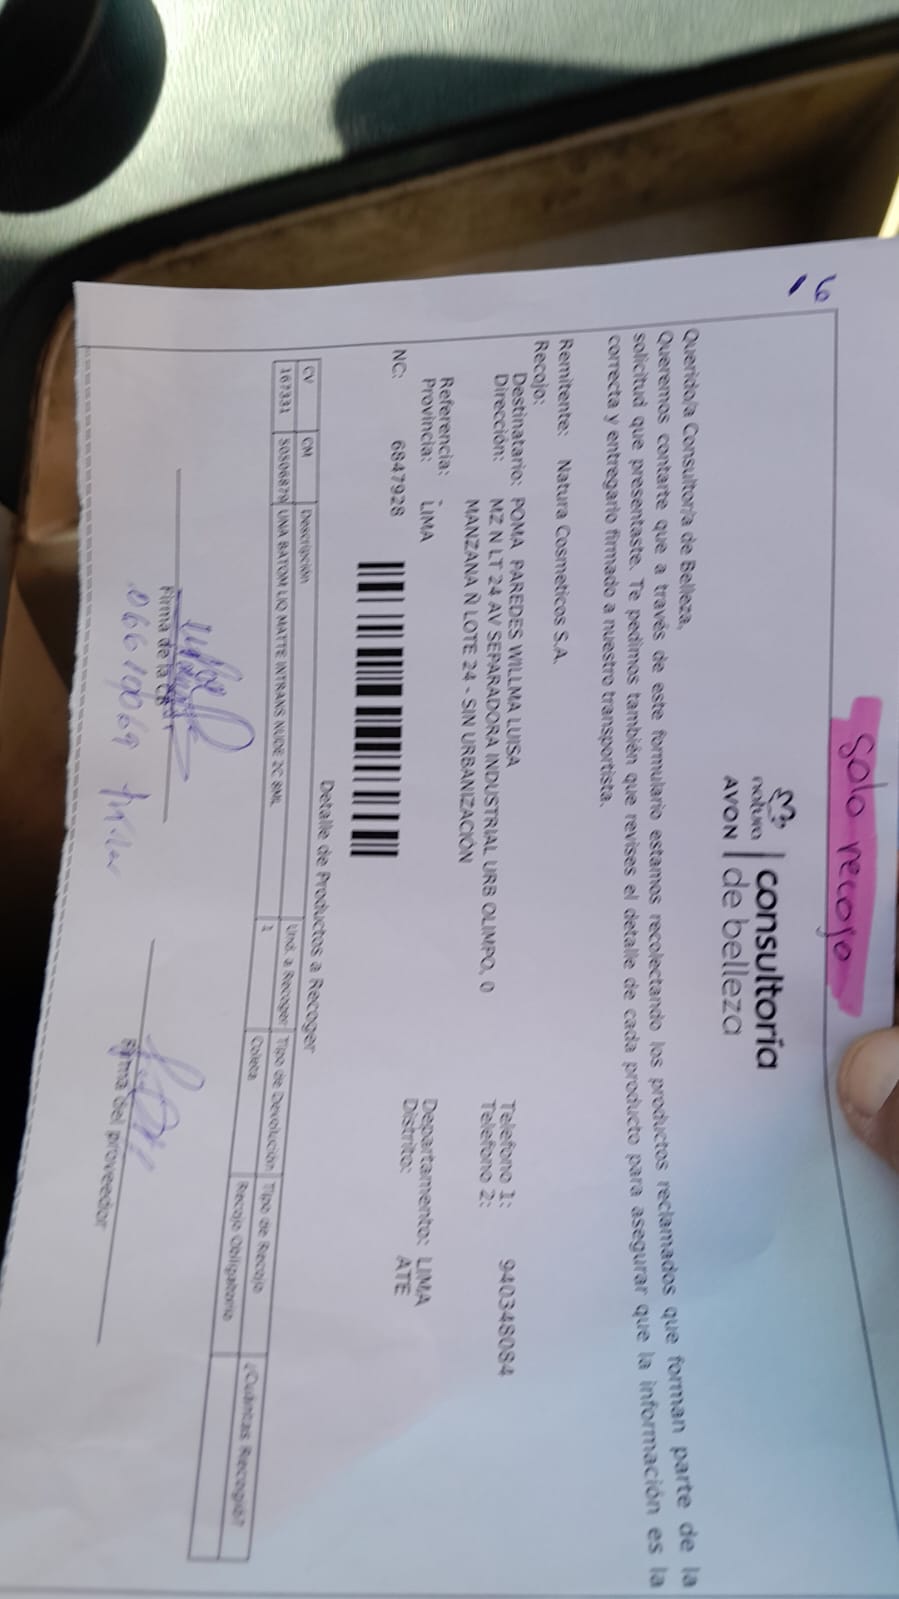 6
Solo recojo
natura
AVON
consultoría
de belleza
Querido/a Consultor/a de Belleza,
Queremos contarte que a través de este formulario estamos recolectando los productos reclamados que forman parte de la
solicitud que presentaste. Te pedimos también que revises el detalle de cada producto para asegurar que la información es la
correcta y entregarlo firmado a nuestro transportista.
Remitente: Natura Cosmeticos S.A.
Recojo:
Destinatario: POMA PAREDES WILLMA LUISA Telefono 1: 940348084
Dirección: MZ N LT 24 AV SEPARADORA INDUSTRIAL URB OLIMPO, 0 Telefono 2:
MANZANA Ñ LOTE 24 - SIN URBANIZACIÓN
Referencia: Departamento: LIMA
Provincia: LIMA Distrito: ATE
NC: 6847928
Detalle de Productos a Recoger
CV CM Descripción Und. a Recoger Tipo de Devolución Tipo de Recojo ¿Cuántas Recogió?
167331 50506879 UNA BATOM LIQ MATTE INTRANS NUDE 2C 8ML 1 Coleta Recojo Obligatorio
Firma de la CB
Firma del proveedor